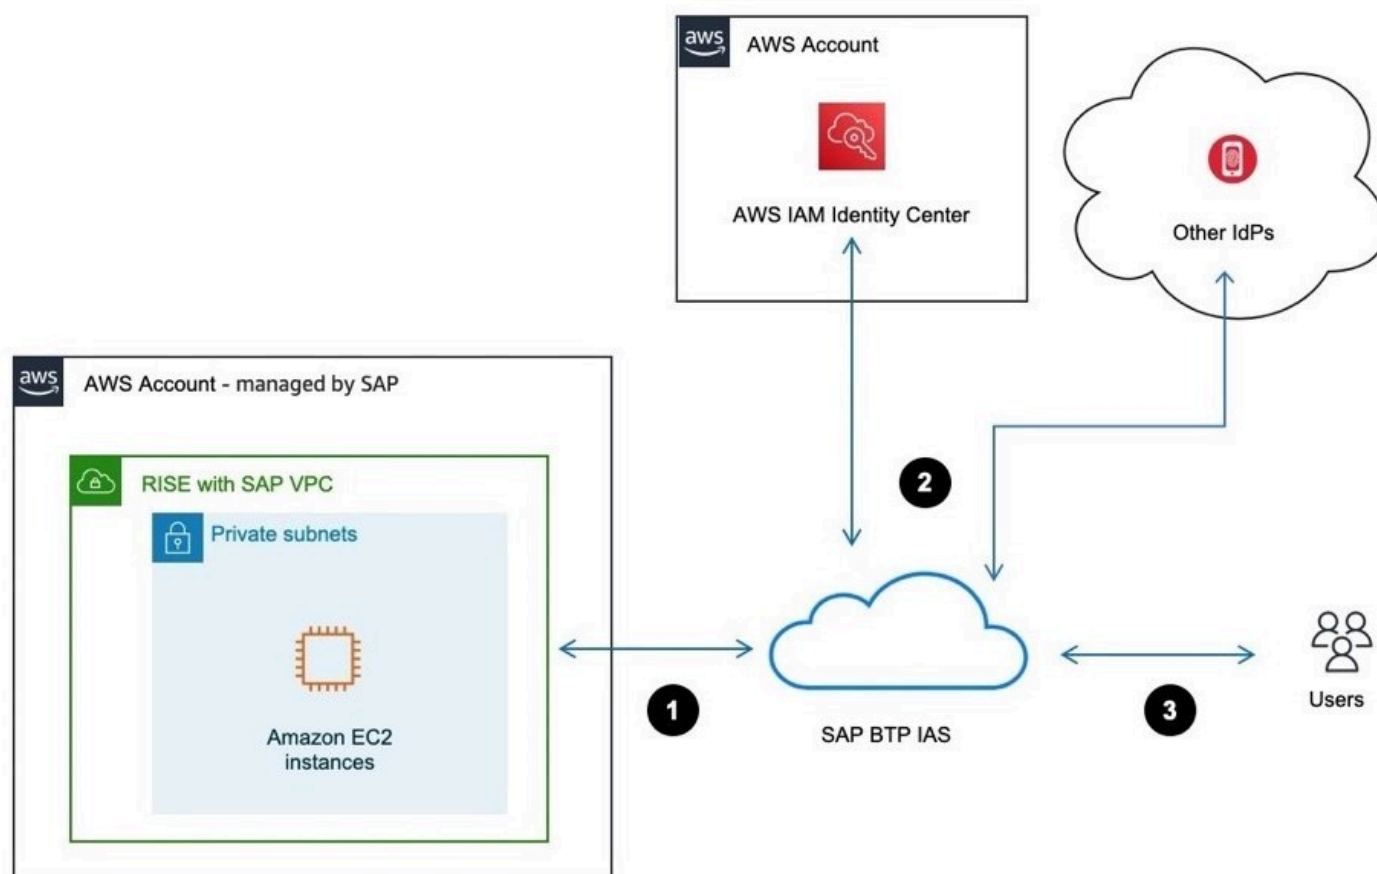 aws
AWS Account
AWS IAM Identity Center
Other IdPs
aws
AWS Account - managed by SAP
RISE with SAP VPC
Private subnets
Amazon EC2
instances
1
2
3
SAP BTP IAS
Users